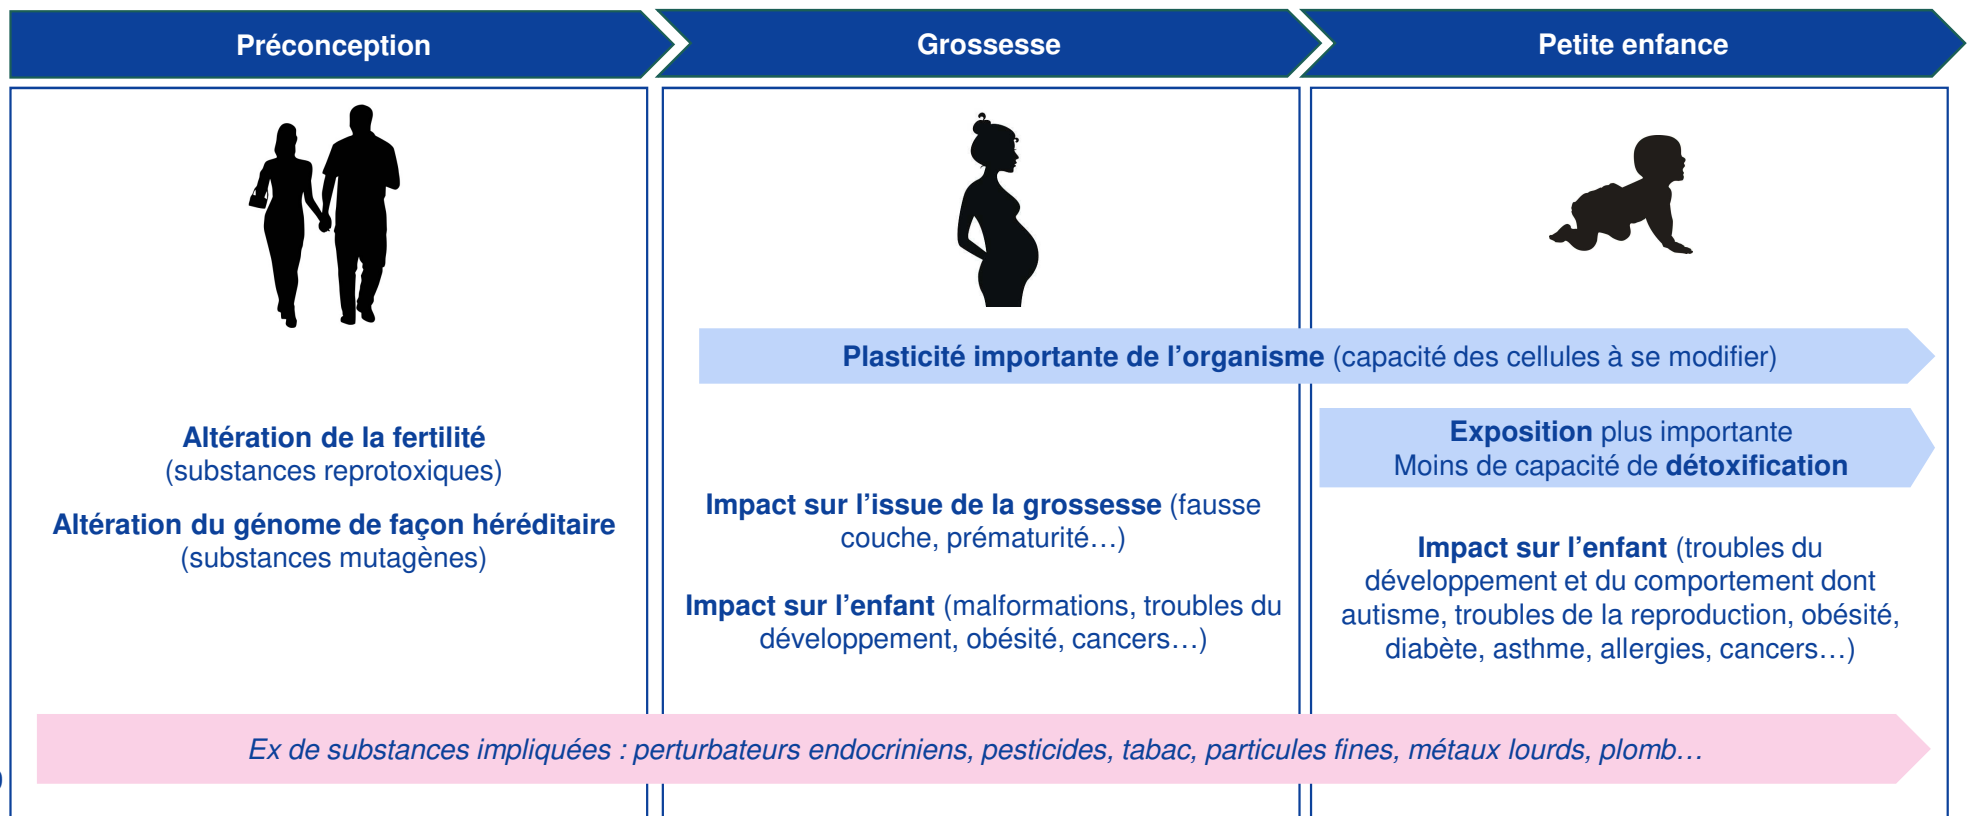 Préconception
Grossesse
Petite enfance
Plasticité importante de l’organisme (capacité des cellules à se modifier)
Altération de la fertilité
(substances reprotoxiques)
Altération du génome de façon héréditaire
(substances mutagènes)
Impact sur l’issue de la grossesse (fausse
couche, prématurité…)
Impact sur l’enfant (malformations, troubles du
développement, obésité, cancers…)
Exposition plus importante
Moins de capacité de détoxification
Impact sur l’enfant (troubles du
développement et du comportement dont
autisme, troubles de la reproduction, obésité,
diabète, asthme, allergies, cancers…)
Ex de substances impliquées : perturbateurs endocriniens, pesticides, tabac, particules fines, métaux lourds, plomb…